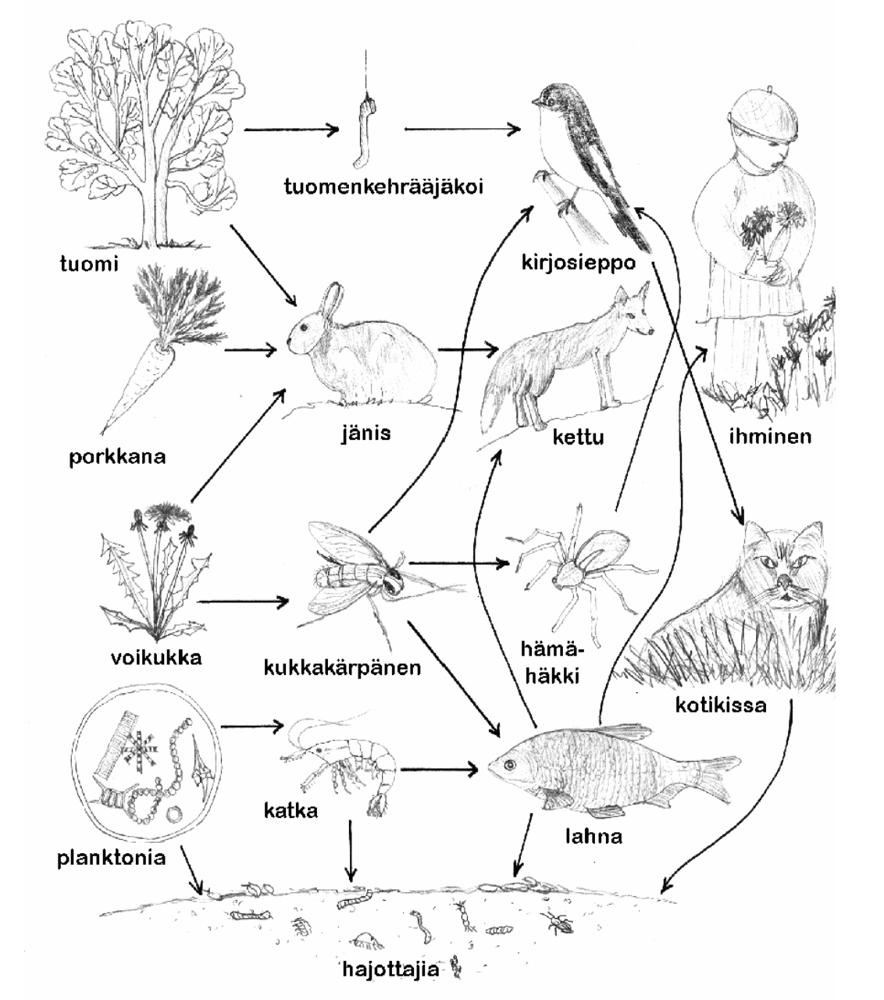 tuomenkehrääjäkoi
tuomi
kirjosieppo
jänis
kettu
ihminen
porkkana
voikukka
kukkakärpänen
hämä-
häkki
kotikissa
katka
lahna
planktonia
hajottajia